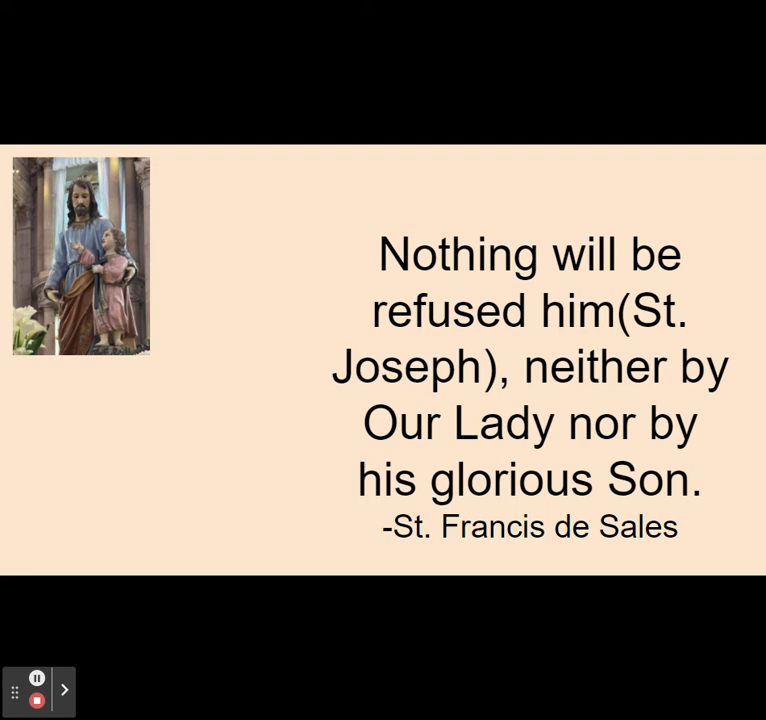 Nothing will be
refused him(St.
Joseph), neither by
Our Lady nor by
his glorious Son.
-St. Francis de Sales